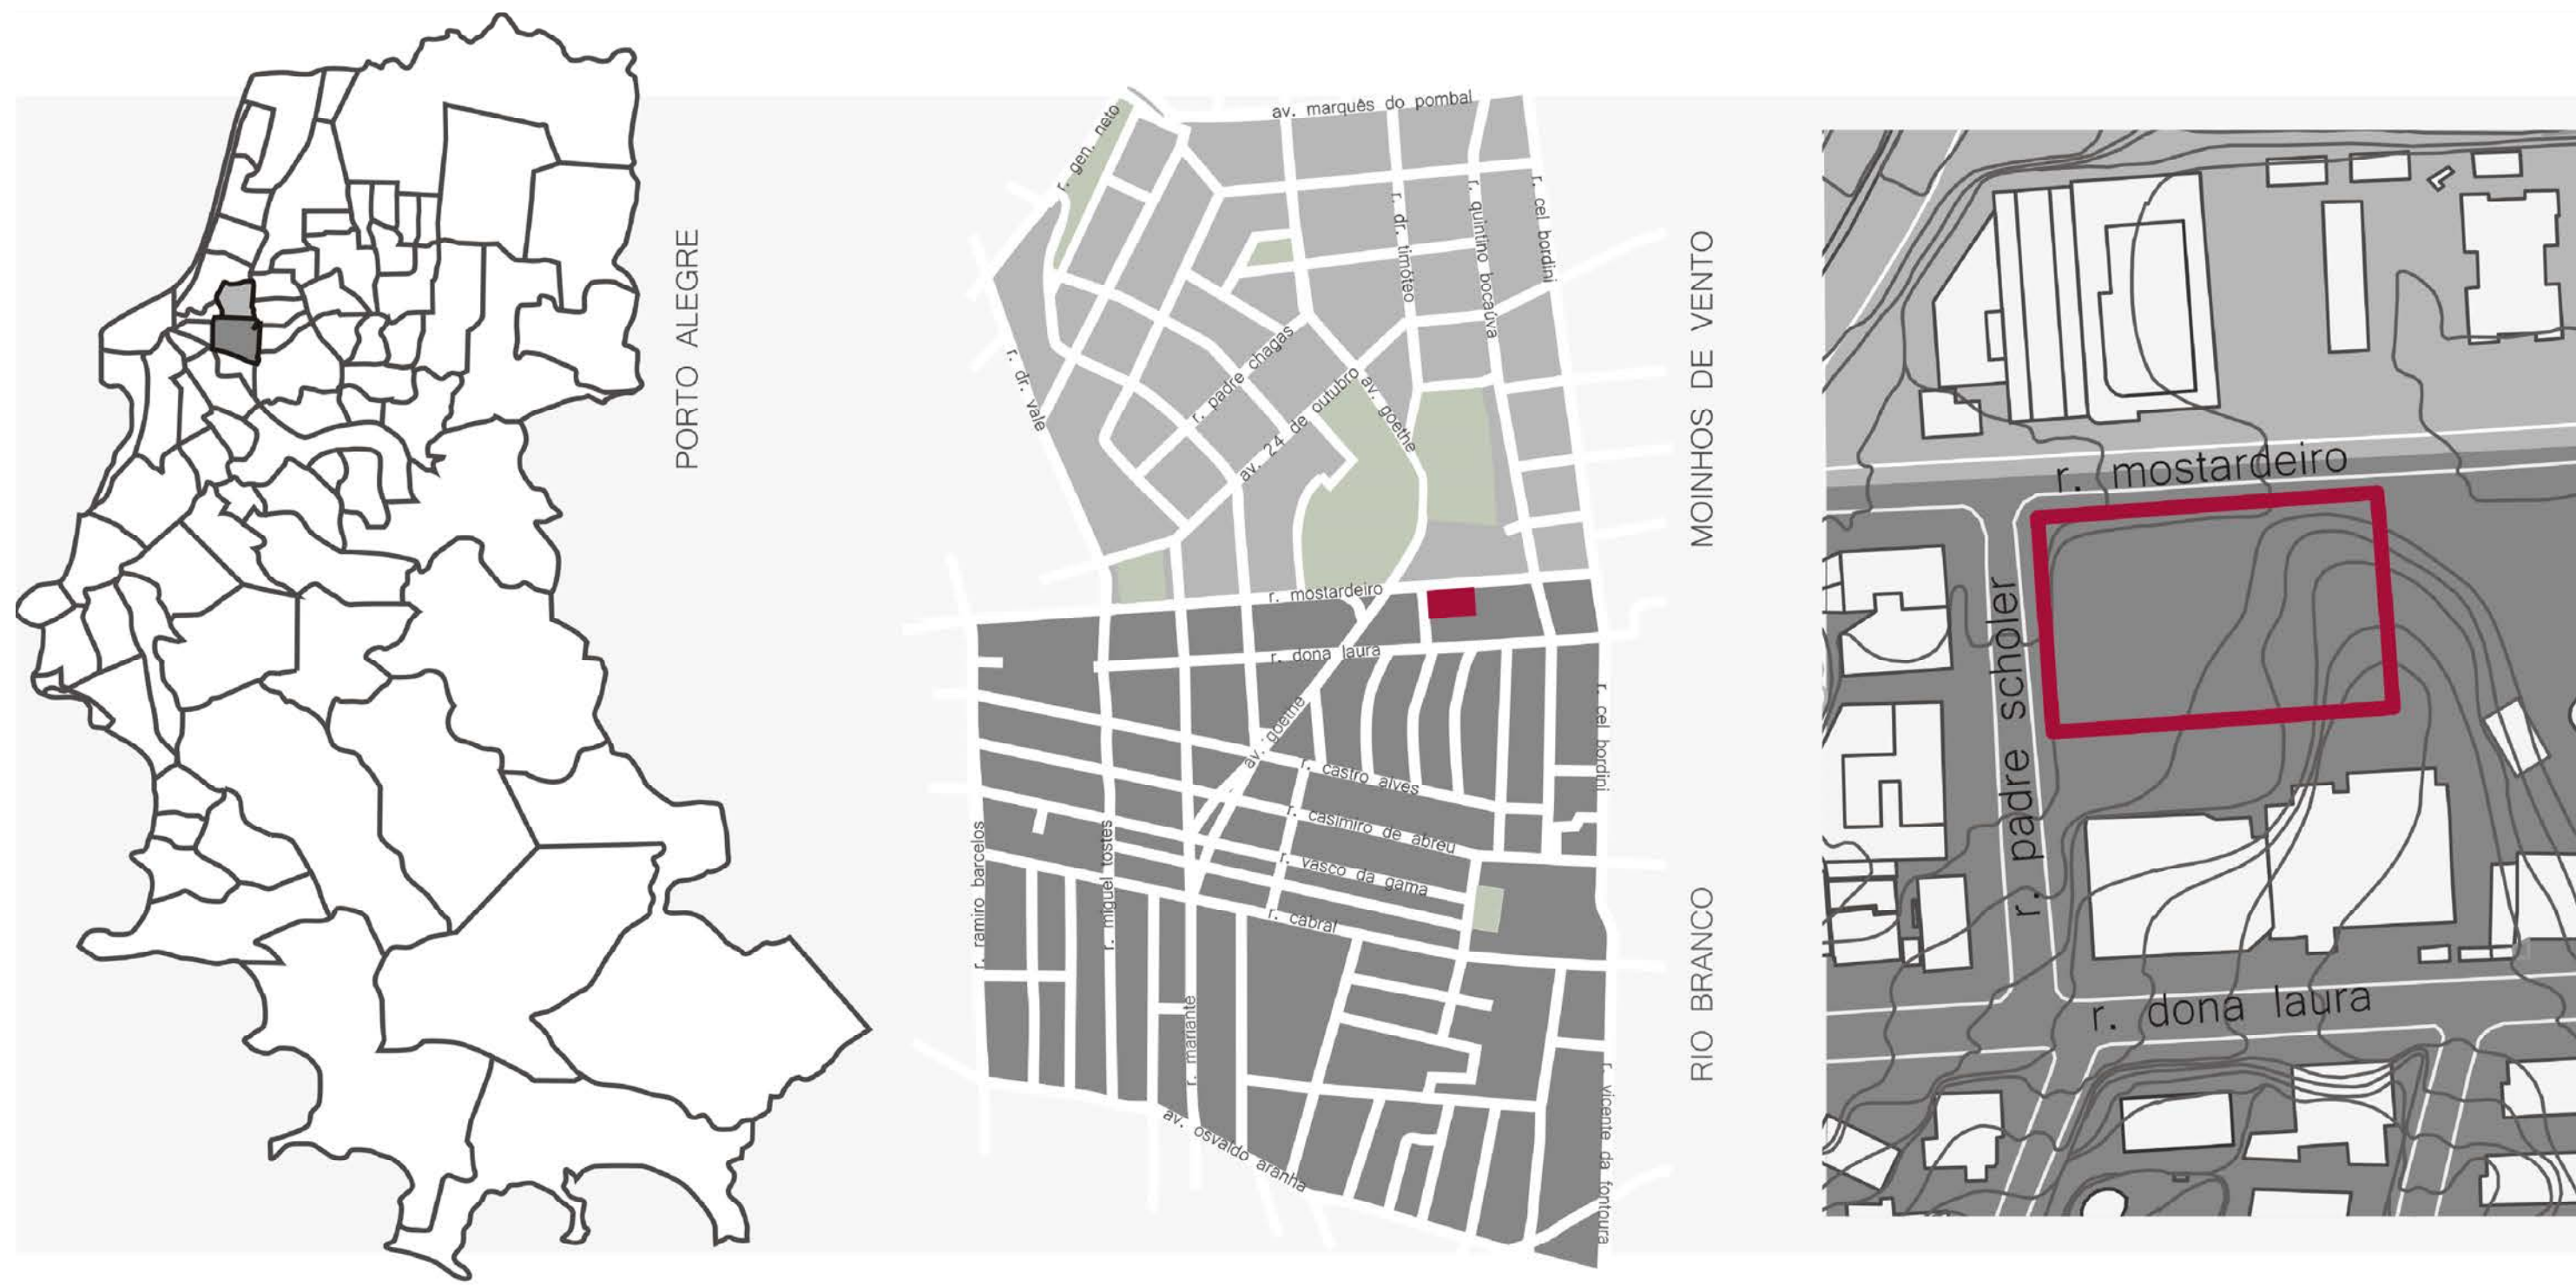 PORTO ALEGRE
av. marquês do pombal
r. gen. neto
r. dr. timóteo
r. quintino bocaúva
r. cel bordini
r. dr. vale
r. padre chagas
av. 24 de outubro
av. goethe
r. mostardeiro
r. dona laura
av. goethe
r. castro alves
r. casimiro de abreu
r. vasco da gama
r. cabral
r. cel bordini
r. ramiro barcelos
r. miguel tostes
r. mariante
av. osvaldo aranha
r. vicente da fontoura
MOINHOS DE VENTO
RIO BRANCO
r. mostardeiro
r. padre scholer
r. dona laura